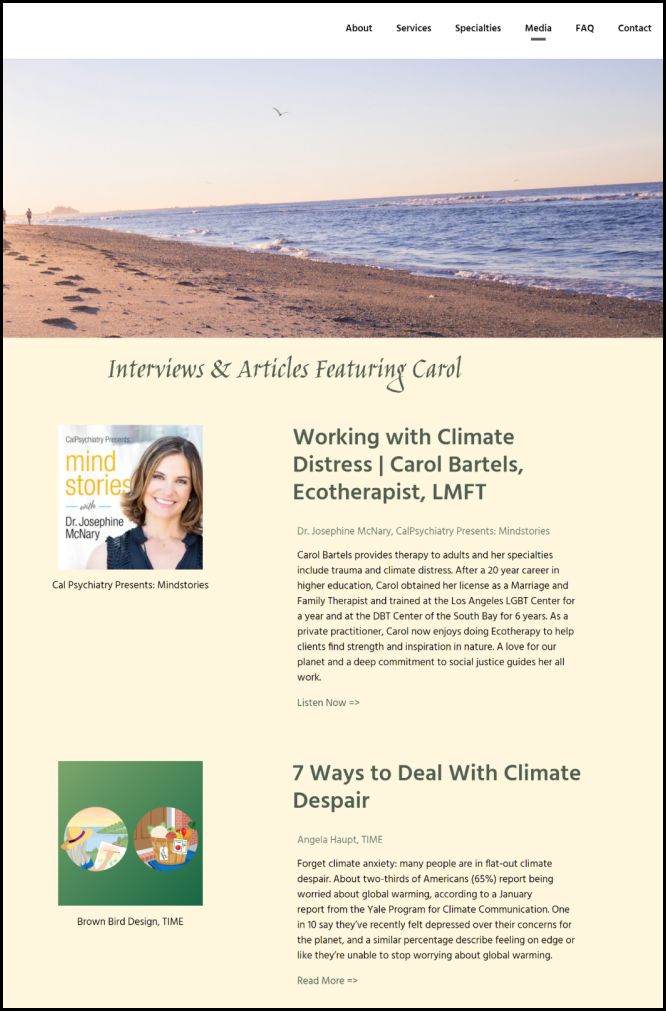 About Services Specialties Media FAQ Contact
Interviews & Articles Featuring Carol
CalPsychiatry Presents
mind
stories
with
Dr. Josephine
McNary
Cal Psychiatry Presents: Mindstories
Working with Climate
Distress | Carol Bartels,
Ecotherapist, LMFT
Dr. Josephine McNary, CalPsychiatry Presents: Mindstories
Carol Bartels provides therapy to adults and her specialties
include trauma and climate distress. After a 20 year career in
higher education, Carol obtained her license as a Marriage and
Family Therapist and trained at the Los Angeles LGBT Center for
a year and at the DBT Center of the South Bay for 6 years. As a
private practitioner, Carol now enjoys doing Ecotherapy to help
clients find strength and inspiration in nature. A love for our
planet and a deep commitment to social justice guides her all
work.
Listen Now =>
Brown Bird Design, TIME
7 Ways to Deal With Climate
Despair
Angela Haupt, TIME
Forget climate anxiety: many people are in flat-out climate
despair. About two-thirds of Americans (65%) report being
worried about global warming, according to a January
report from the Yale Program for Climate Communication. One
in 10 say they've recently felt depressed over their concerns for
the planet, and a similar percentage describe feeling on edge or
like they're unable to stop worrying about global warming.
Read More =>